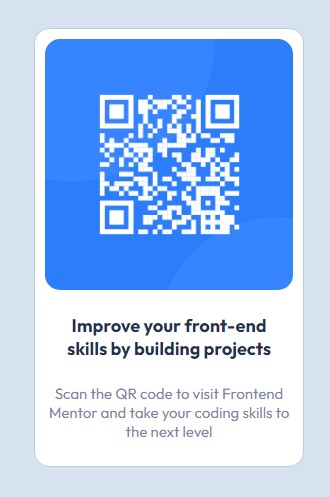 Improve your front-end
skills by building projects
Scan the QR code to visit Frontend
Mentor and take your coding skills to
the next level